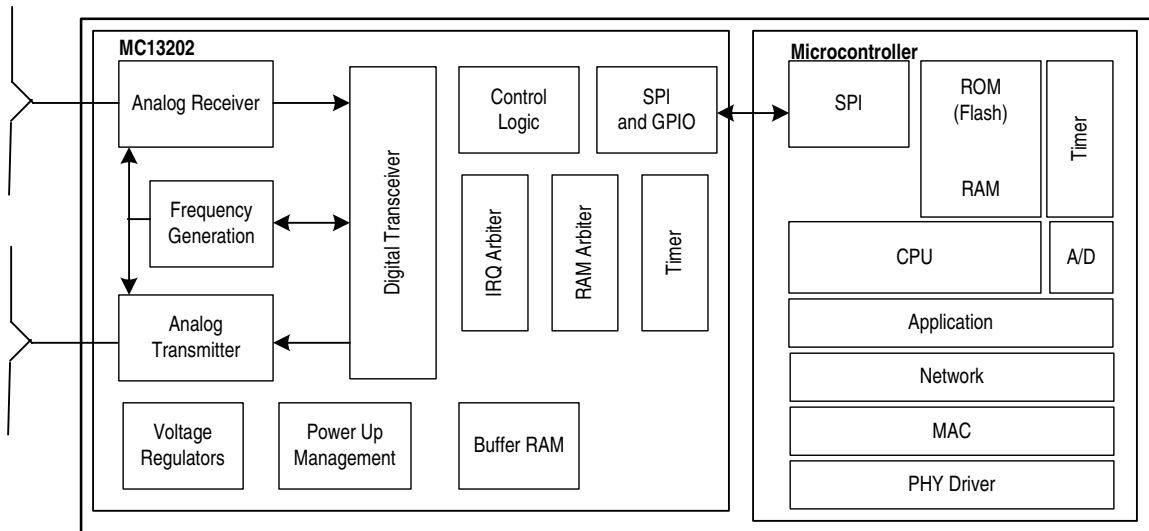 MC13202
Analog Receiver
Frequency
Generation
Analog
Transmitter
Digital Transceiver
Control
Logic
SPI
and GPIO
IRQ Arbiter
RAM Arbiter
Timer
Voltage
Regulators
Power Up
Management
Buffer RAM
Microcontroller
SPI
ROM
(Flash)
RAM
Timer
CPU
A/D
Application
Network
MAC
PHY Driver